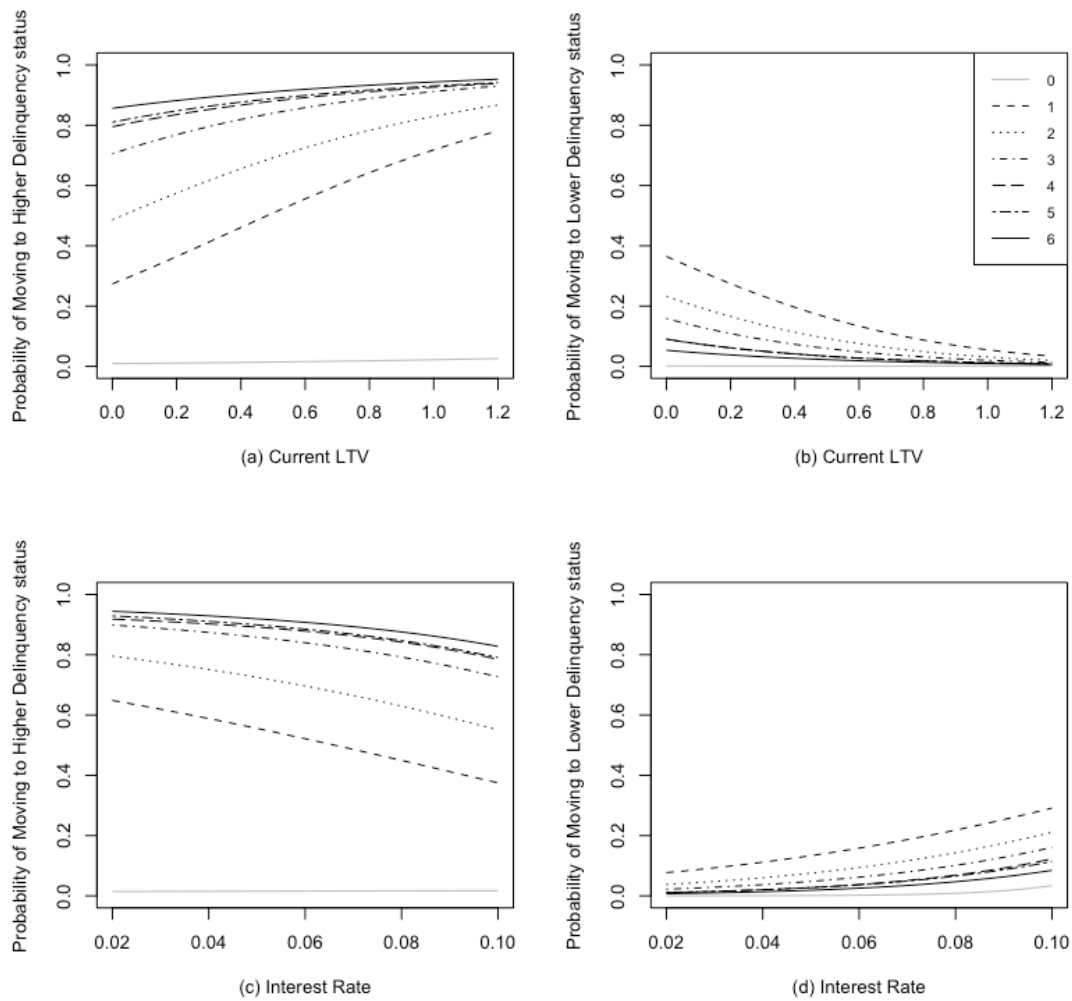 Probability of Moving to Higher Delinquency status
1.0
0.8
0.6
0.4
0.2
0.0
0.0 0.2 0.4 0.6 0.8 1.0 1.2
(a) Current LTV
Probability of Moving to Lower Delinquency status
1.0
0.8
0.6
0.4
0.2
0.0
0
1
2
3
4
5
6
0.0 0.2 0.4 0.6 0.8 1.0 1.2
(b) Current LTV
Probability of Moving to Higher Delinquency status
1.0
0.8
0.6
0.4
0.2
0.0
0.02 0.04 0.06 0.08 0.10
(c) Interest Rate
Probability of Moving to Lower Delinquency status
1.0
0.8
0.6
0.4
0.2
0.0
0.02 0.04 0.06 0.08 0.10
(d) Interest Rate